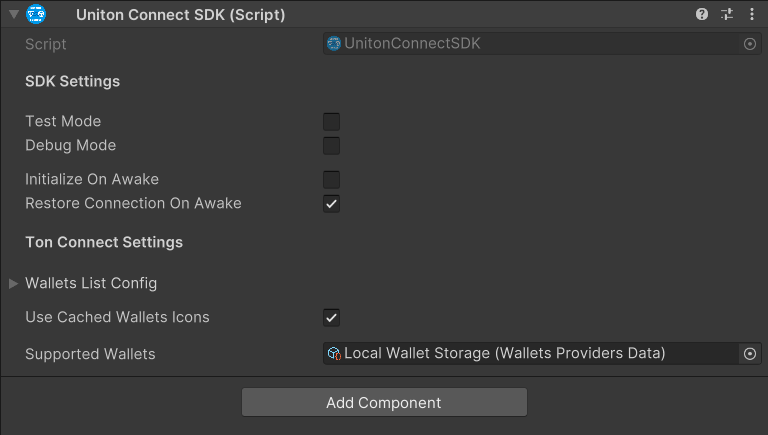 Uniton Connect SDK (Script)
Script UnitonConnectSDK
SDK Settings
Test Mode
Debug Mode
Initialize On Awake
Restore Connection On Awake
Ton Connect Settings
Wallets List Config
Use Cached Wallets Icons
Supported Wallets Local Wallet Storage (Wallets Providers Data)
Add Component